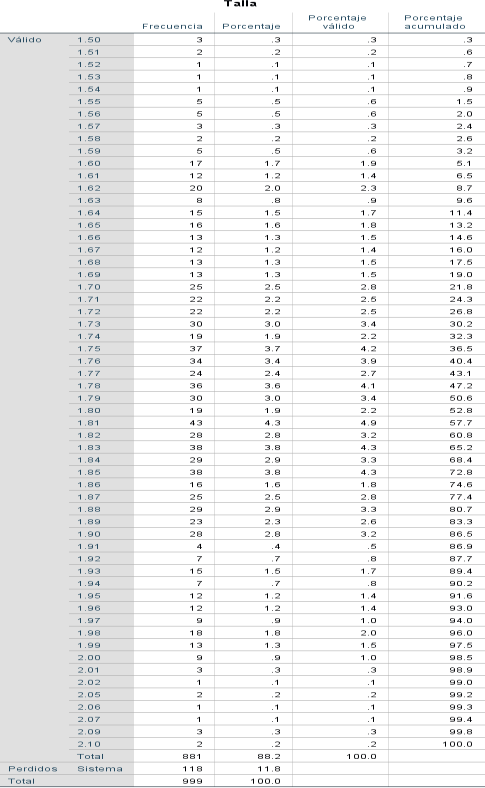 Talla
Frecuencia Porcentaje Porcentaje válido Porcentaje acumulado
Válido 1.50 3 .3 .3 .3
1.51 2 .2 .2 .6
1.52 1 .1 .1 .7
1.53 1 .1 .1 .8
1.54 1 .1 .1 .9
1.55 5 .5 .6 1.5
1.56 5 .5 .6 2.0
1.57 3 .3 .3 2.4
1.58 2 .2 .2 2.6
1.59 5 .5 .6 3.2
1.60 17 1.7 1.9 5.1
1.61 12 1.2 1.4 6.5
1.62 20 2.0 2.3 8.7
1.63 8 .8 .9 9.6
1.64 15 1.5 1.7 11.4
1.65 16 1.6 1.8 13.2
1.66 13 1.3 1.5 14.6
1.67 12 1.2 1.4 16.0
1.68 13 1.3 1.5 17.5
1.69 13 1.3 1.5 19.0
1.70 25 2.5 2.8 21.8
1.71 22 2.2 2.5 24.3
1.72 22 2.2 2.5 26.8
1.73 30 3.0 3.4 30.2
1.74 19 1.9 2.2 32.3
1.75 37 3.7 4.2 36.5
1.76 34 3.4 3.9 40.4
1.77 24 2.4 2.7 43.1
1.78 36 3.6 4.1 47.2
1.79 30 3.0 3.4 50.6
1.80 19 1.9 2.2 52.8
1.81 43 4.3 4.9 57.7
1.82 28 2.8 3.2 60.8
1.83 38 3.8 4.3 65.2
1.84 29 2.9 3.3 68.4
1.85 38 3.8 4.3 72.8
1.86 16 1.6 1.8 74.6
1.87 25 2.5 2.8 77.4
1.88 29 2.9 3.3 80.7
1.89 23 2.3 2.6 83.3
1.90 28 2.8 3.2 86.5
1.91 4 .4 .5 86.9
1.92 7 .7 .8 87.7
1.93 15 1.5 1.7 89.4
1.94 7 .7 .8 90.2
1.95 12 1.2 1.4 91.6
1.96 12 1.2 1.4 93.0
1.97 9 .9 1.0 94.0
1.98 18 1.8 2.0 96.0
1.99 13 1.3 1.5 97.5
2.00 9 .9 1.0 98.5
2.01 3 .3 .3 98.9
2.02 1 .1 .1 99.0
2.05 2 .2 .2 99.2
2.06 1 .1 .1 99.3
2.07 1 .1 .1 99.4
2.09 3 .3 .3 99.8
2.10 2 .2 .2 100.0
Total 881 88.2 100.0
Perdidos Sistema 118 11.8
Total 999 100.0